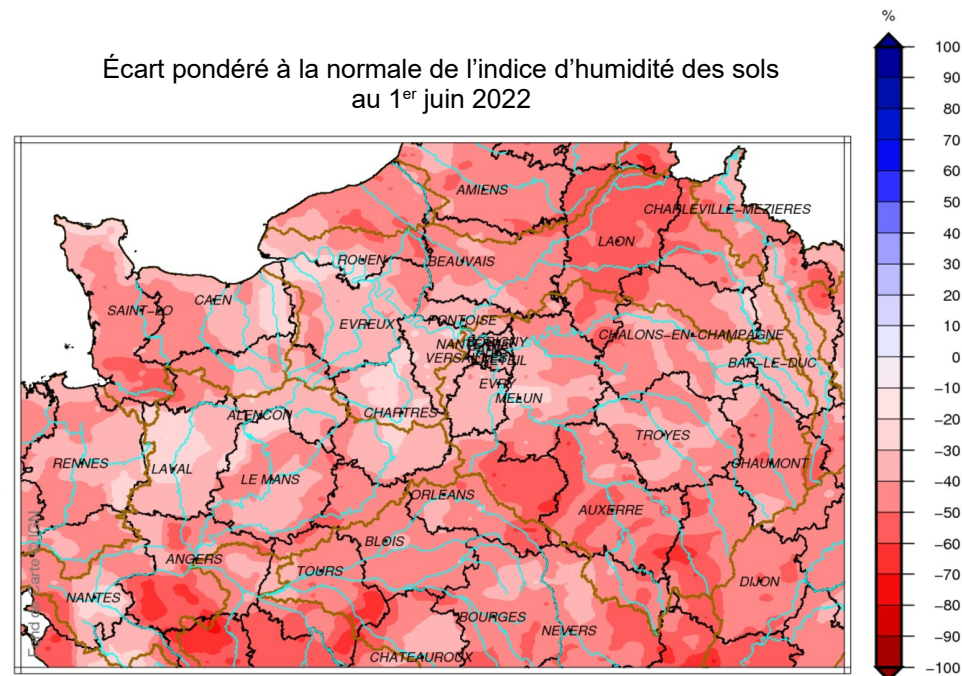 %
Écart pondéré à la normale de l’indice d’humidité des sols
au 1er juin 2022
100
90
80
70
60
50
40
30
20
10
0
−10
−20
−30
−40
−50
−60
−70
−80
−90
−100
AMIENS
CHARLEVILLE−MEZIERES
LAON
ROUEN
BEAUVAIS
SAINT−LO
CAEN
EVREUX
PONTOISE
CHALONS−EN−CHAMPAGNE
BAR−LE−DUC
EVRY
MELUN
ALENCON
CHARTRES
TROYES
RENNES
LAVAL
LE MANS
CHAUMONT
ORLEANS
AUXERRE
BLOIS
ANGERS
TOURS
DIJON
NANTES
BOURGES
NEVERS
CHATEAUROUX